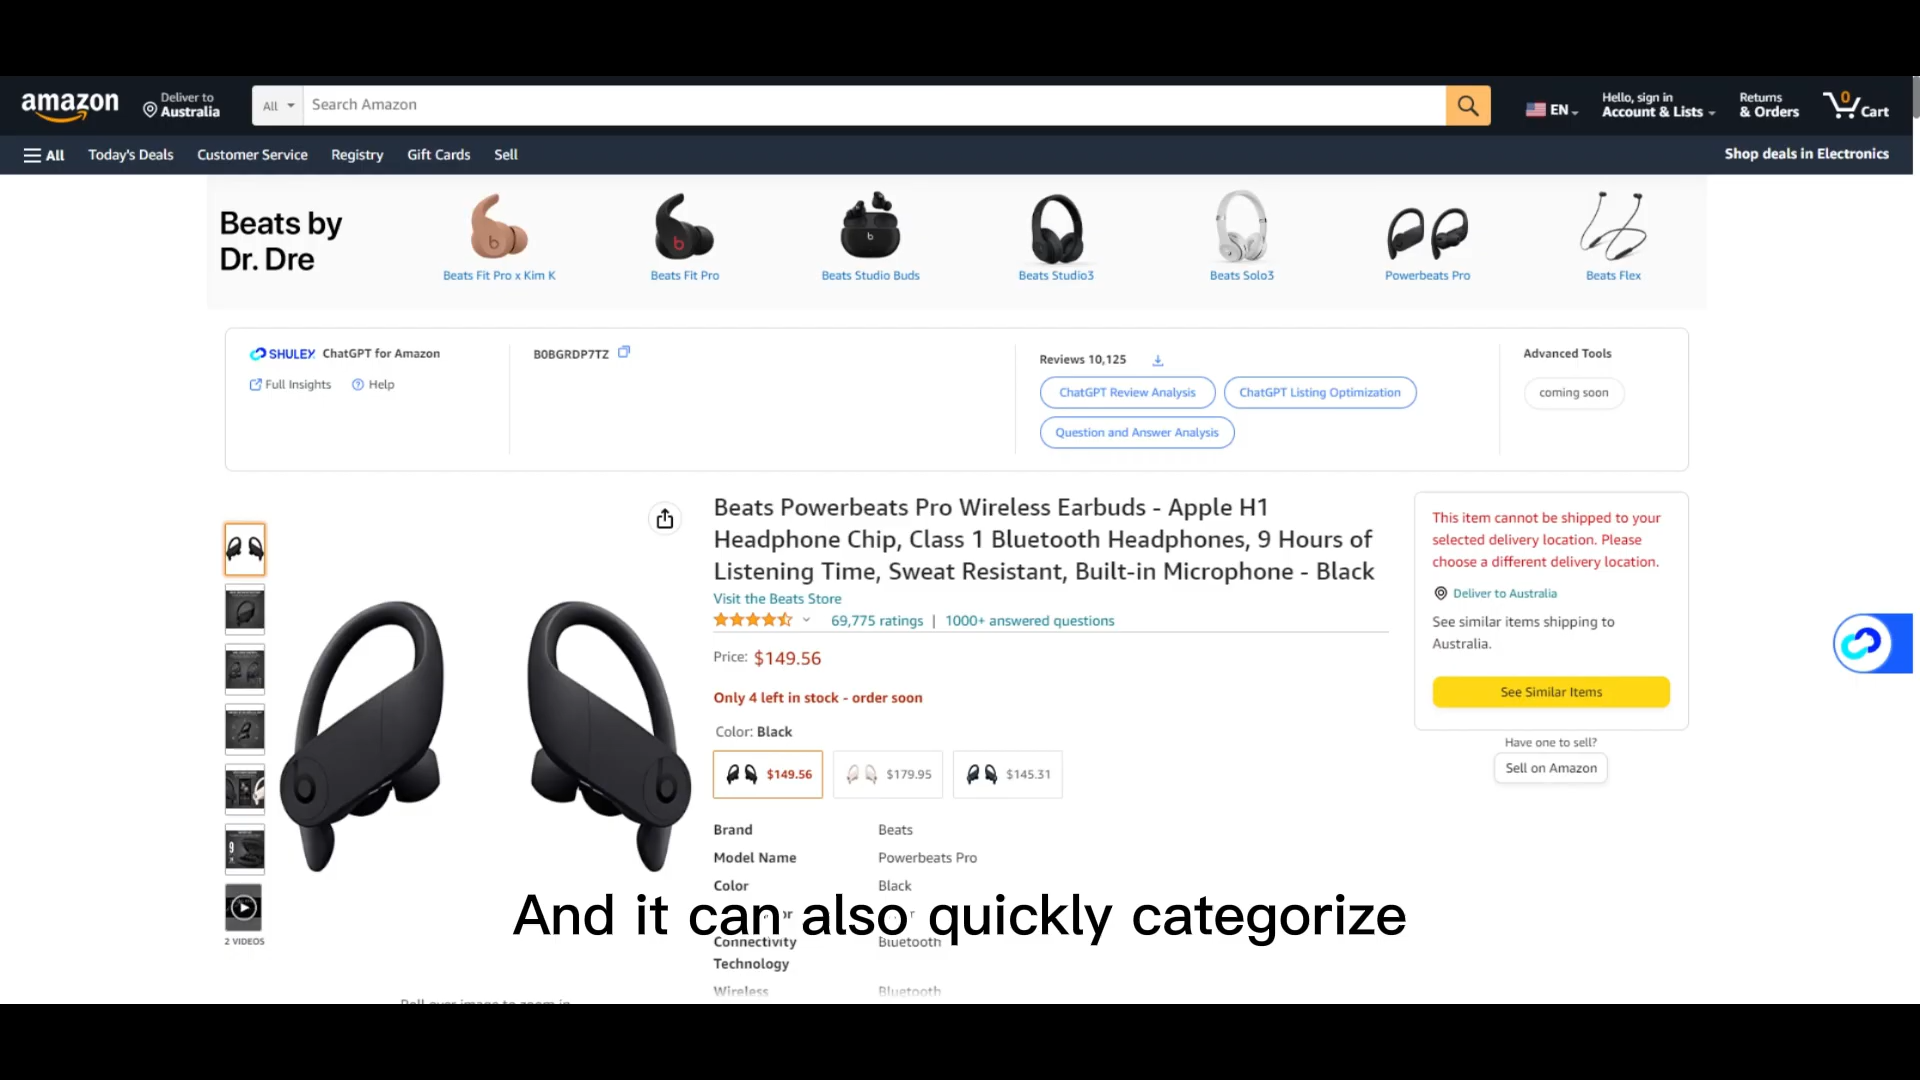 amazon
Deliver to
Australia
All
Search Amazon
EN
Hello, sign in
Account & Lists
Returns
& Orders
0
Cart
All
Today's Deals
Customer Service
Registry
Gift Cards
Sell
Shop deals in Electronics
Beats by
Dr. Dre
Beats Fit Pro x Kim K
Beats Fit Pro
Beats Studio Buds
Beats Studio3
Beats Solo3
Powerbeats Pro
Beats Flex
SHULEX ChatGPT for Amazon
Full Insights
Help
B0BGRDP7TZ
Reviews 10,125
ChatGPT Review Analysis
ChatGPT Listing Optimization
Question and Answer Analysis
Advanced Tools
coming soon
Beats Powerbeats Pro Wireless Earbuds - Apple H1
Headphone Chip, Class 1 Bluetooth Headphones, 9 Hours of
Listening Time, Sweat Resistant, Built-in Microphone - Black
Visit the Beats Store
69,775 ratings | 1000+ answered questions
Price: $149.56
Only 4 left in stock - order soon
Color: Black
$149.56
$179.95
$145.31
Brand Beats
Model Name Powerbeats Pro
Color Black
And it can also quickly categorize
Connectivity Bluetooth
Technology
Wireless Bluetooth
2 VIDEOS
Roll over image to zoom in
This item cannot be shipped to your
selected delivery location. Please
choose a different delivery location.
Deliver to Australia
See similar items shipping to
Australia.
See Similar Items
Have one to sell?
Sell on Amazon